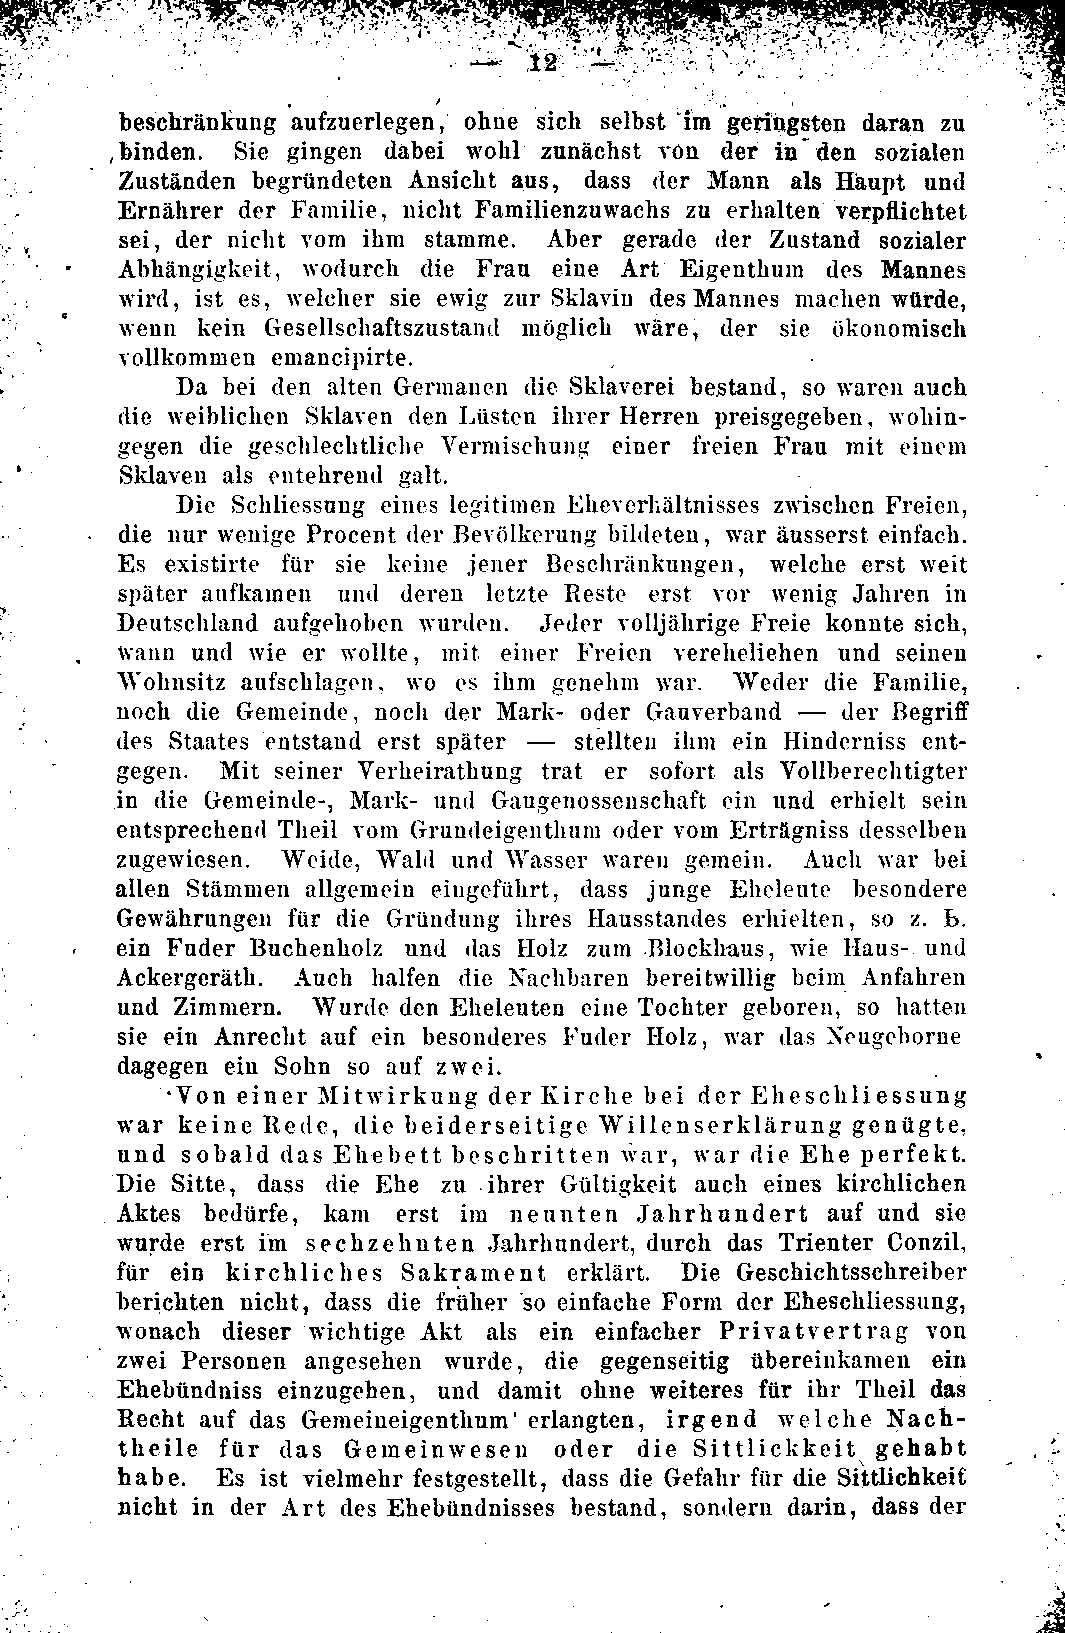 — 12 —
beschränkung aufzuerlegen, ohne sich selbst im geringsten daran zu
binden. Sie gingen dabei wohl zunächst von der in den sozialen
Zuständen begründeten Ansicht aus, dass der Mann als Haupt und
Ernährer der Familie, nicht Familienzuwachs zu erhalten verpflichtet
sei, der nicht vom ihm stamme. Aber gerade der Zustand sozialer
Abhängigkeit, wodurch die Frau eine Art Eigenthum des Mannes
wird, ist es, welcher sie ewig zur Sklavin des Mannes machen würde,
wenn kein Gesellschaftszustand möglich wäre, der sie ökonomisch
vollkommen emancipirte.
Da bei den alten Germanen die Sklaverei bestand, so waren auch
die weiblichen Sklaven den Lüsten ihrer Herren preisgegeben, wohin-
gegen die geschlechtliche Vermischung einer freien Frau mit einem
Sklaven als entehrend galt.
Die Schliessung eines legitimen Eheverhältnisses zwischen Freien,
die nur wenige Procent der Bevölkerung bildeten, war äusserst einfach.
Es existirte für sie keine jener Beschränkungen, welche erst weit
später aufkamen und deren letzte Reste erst vor wenig Jahren in
Deutschland aufgehoben wurden. Jeder volljährige Freie konnte sich,
wann und wie er wollte, mit einer Freien verehelichen und seinen
Wohnsitz aufschlagen, wo es ihm genehm war. Weder die Familie,
noch die Gemeinde, noch der Mark- oder Gauverband — der Begriff
des Staates entstand erst später — stellten ihm ein Hinderniss ent-
gegen. Mit seiner Verheirathung trat er sofort als Vollberechtigter
in die Gemeinde-, Mark- und Gaugenossenschaft ein und erhielt sein
entsprechend Theil vom Grundeigenthum oder vom Erträgniss desselben
zugewiesen. Weide, Wald und Wasser waren gemein. Auch war bei
allen Stämmen allgemein eingeführt, dass junge Eheleute besondere
Gewährungen für die Gründung ihres Hausstandes erhielten, so z. B.
ein Fuder Buchenholz und das Holz zum Blockhaus, wie Haus- und
Ackergeräth. Auch halfen die Nachbaren bereitwillig beim Anfahren
und Zimmern. Wurde den Eheleuten eine Tochter geboren, so hatten
sie ein Anrecht auf ein besonderes Fuder Holz, war das Neugeborne
dagegen ein Sohn so auf zwei.
Von einer Mitwirkung der Kirche bei der Eheschliessung
war keine Rede, die beiderseitige Willenserklärung genügte,
und sobald das Ehebett beschritten war, war die Ehe perfekt.
Die Sitte, dass die Ehe zu ihrer Gültigkeit auch eines kirchlichen
Aktes bedürfe, kam erst im neunten Jahrhundert auf und sie
wurde erst im sechzehnten Jahrhundert, durch das Trienter Conzil,
für ein kirchliches Sakrament erklärt. Die Geschichtsschreiber
berichten nicht, dass die früher so einfache Form der Eheschliessung,
wonach dieser wichtige Akt als ein einfacher Privatvertrag von
zwei Personen angesehen wurde, die gegenseitig übereinkamen ein
Ehebündniss einzugehen, und damit ohne weiteres für ihr Theil das
Recht auf das Gemeineigenthum erlangten, irgend welche Nach-
theile für das Gemeinwesen oder die Sittlickkeit gehabt
habe. Es ist vielmehr festgestellt, dass die Gefahr für die Sittlichkeit
nicht in der Art des Ehebündnisses bestand, sondern darin, dass der